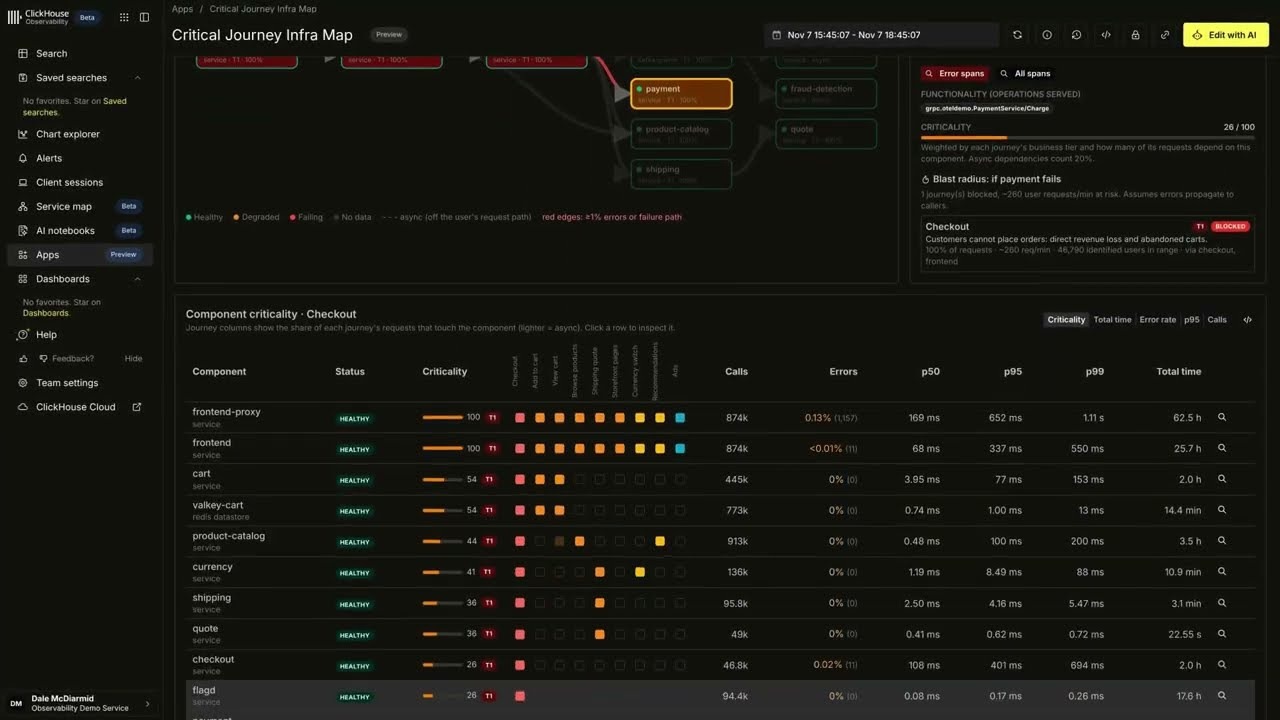 ClickHouse
Observability
Beta
Search
Saved searches
No favorites. Star on Saved
searches.
Chart explorer
Alerts
Client sessions
Service map Beta
AI notebooks Beta
Apps Preview
Dashboards
No favorites. Star on
Dashboards.
Help
Feedback? Hide
Team settings
ClickHouse Cloud
DM
Dale McDiarmid
Observability Demo Service
Apps / Critical Journey Infra Map
Critical Journey Infra Map Preview
Nov 7 15:45:07 - Nov 7 18:45:07
Edit with AI
service · T1 · 100% service · T1 · 100% service · T1 · 100%
payment
service · T1 · 100%
fraud-detection
product-catalog
quote
shipping
Healthy Degraded Failing No data - - - async (off the user's request path) red edges: ≥1% errors or failure path
Error spans All spans
FUNCTIONALITY (OPERATIONS SERVED)
grpc.oteldemo.PaymentService/Charge
CRITICALITY 26 / 100
Weighted by each journey's business tier and how many of its requests depend on this
component. Async dependencies count 20%.
Blast radius: if payment fails
1 journey(s) blocked, ~260 user requests/min at risk. Assumes errors propagate to
callers.
Checkout T1 BLOCKED
Customers cannot place orders: direct revenue loss and abandoned carts.
100% of requests · ~260 req/min · 46,790 identified users in range · via checkout,
frontend
Component criticality · Checkout
Journey columns show the share of each journey's requests that touch the component (lighter = async). Click a row to inspect it.
Criticality Total time Error rate p95 Calls
Component Status Criticality Checkout Add to cart View cart Browse products Shipping quote Storefront pages Currency switch Recommendations Ads Calls Errors p50 p95 p99 Total time
frontend-proxy
service HEALTHY 100 T1 874k 0.13% (1,157) 169 ms 652 ms 1.11 s 62.5 h
frontend
service HEALTHY 100 T1 874k <0.01% (11) 68 ms 337 ms 550 ms 25.7 h
cart
service HEALTHY 54 T1 445k 0% (0) 3.95 ms 77 ms 153 ms 2.0 h
valkey-cart
redis datastore HEALTHY 54 T1 773k 0% (0) 0.74 ms 1.00 ms 13 ms 14.4 min
product-catalog
service HEALTHY 44 T1 913k 0% (0) 0.48 ms 100 ms 200 ms 3.5 h
currency
service HEALTHY 41 T1 136k 0% (0) 1.19 ms 8.49 ms 88 ms 10.9 min
shipping
service HEALTHY 36 T1 95.8k 0% (0) 2.50 ms 4.16 ms 5.47 ms 3.1 min
quote
service HEALTHY 36 T1 49k 0% (0) 0.41 ms 0.62 ms 0.72 ms 22.55 s
checkout
service HEALTHY 26 T1 46.8k 0.02% (11) 108 ms 401 ms 694 ms 2.0 h
flagd
service HEALTHY 26 T1 94.4k 0% (0) 0.08 ms 0.17 ms 0.26 ms 17.6 h